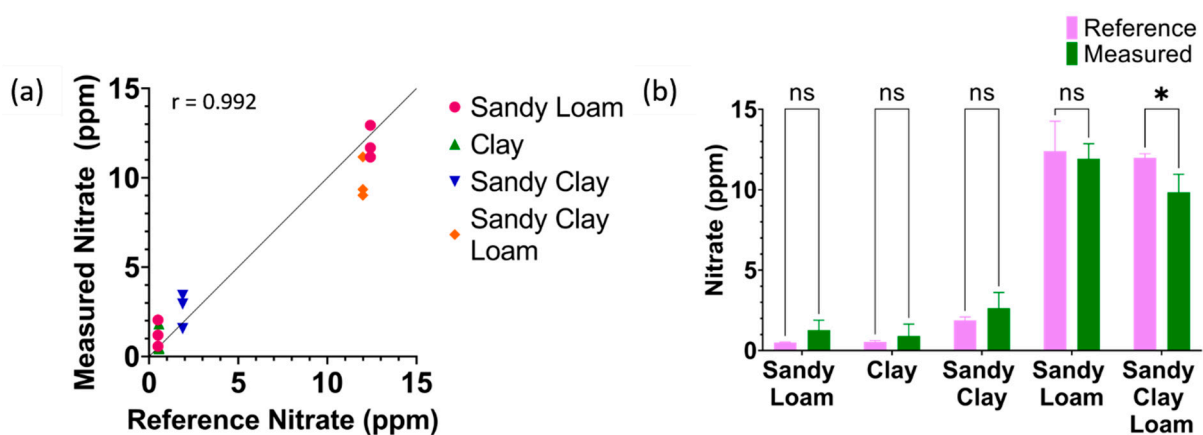 (a)
Measured Nitrate (ppm)
15
10
5
0
r = 0.992
0 5 10 15
Reference Nitrate (ppm)
Sandy Loam
Clay
Sandy Clay
Sandy Clay
Loam
(b)
Reference
Measured
Nitrate (ppm)
15
10
5
0
ns ns ns ns *
Sandy
Loam
Clay
Sandy
Clay
Sandy
Loam
Sandy
Clay
Loam